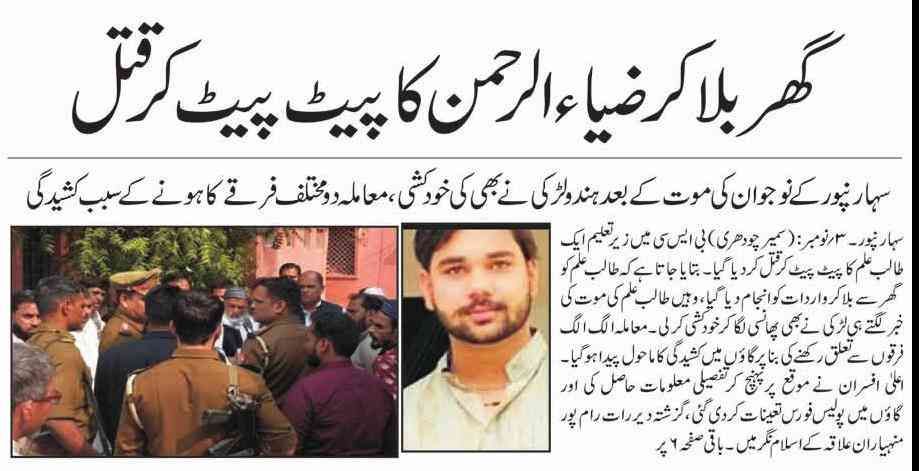 گھر بلا کر ضیاء الرحمن کا پیٹ پیٹ کر قتل
سہارنپور کے نوجوان کی موت کے بعد ہندو لڑکی نے بھی کی خودکشی، معاملہ دو مختلف فرقے کا ہونے کے سبب کشیدگی
سہارنپور۔ ۳؍نومبر: (سمیر چودھری) بی ایس سی میں زیر تعلیم ایک
طالب علم کا پیٹ پیٹ کر قتل کر دیا گیا۔ بتایا جاتا ہے کہ طالب علم کو
گھر سے بلا کر واردات کو انجام دیا گیا، وہیں طالب علم کی موت کی
خبر لگتے ہی لڑکی نے بھی پھانسی لگا کر خودکشی کر لی۔ معاملہ الگ الگ
فرقوں سے تعلق رکھنے کی بنا پر گاؤں میں کشیدگی کا ماحول پیدا ہو گیا۔
اعلیٰ افسران نے موقع پر پہنچ کر تفصیلی معلومات حاصل کی اور
گاؤں میں پولیس فورس تعینات کر دی گئی، گزشتہ دیر رات رام پور
منہیاران علاقہ کے اسلام نگر میں ۔ باقی صفحہ ۶ پر